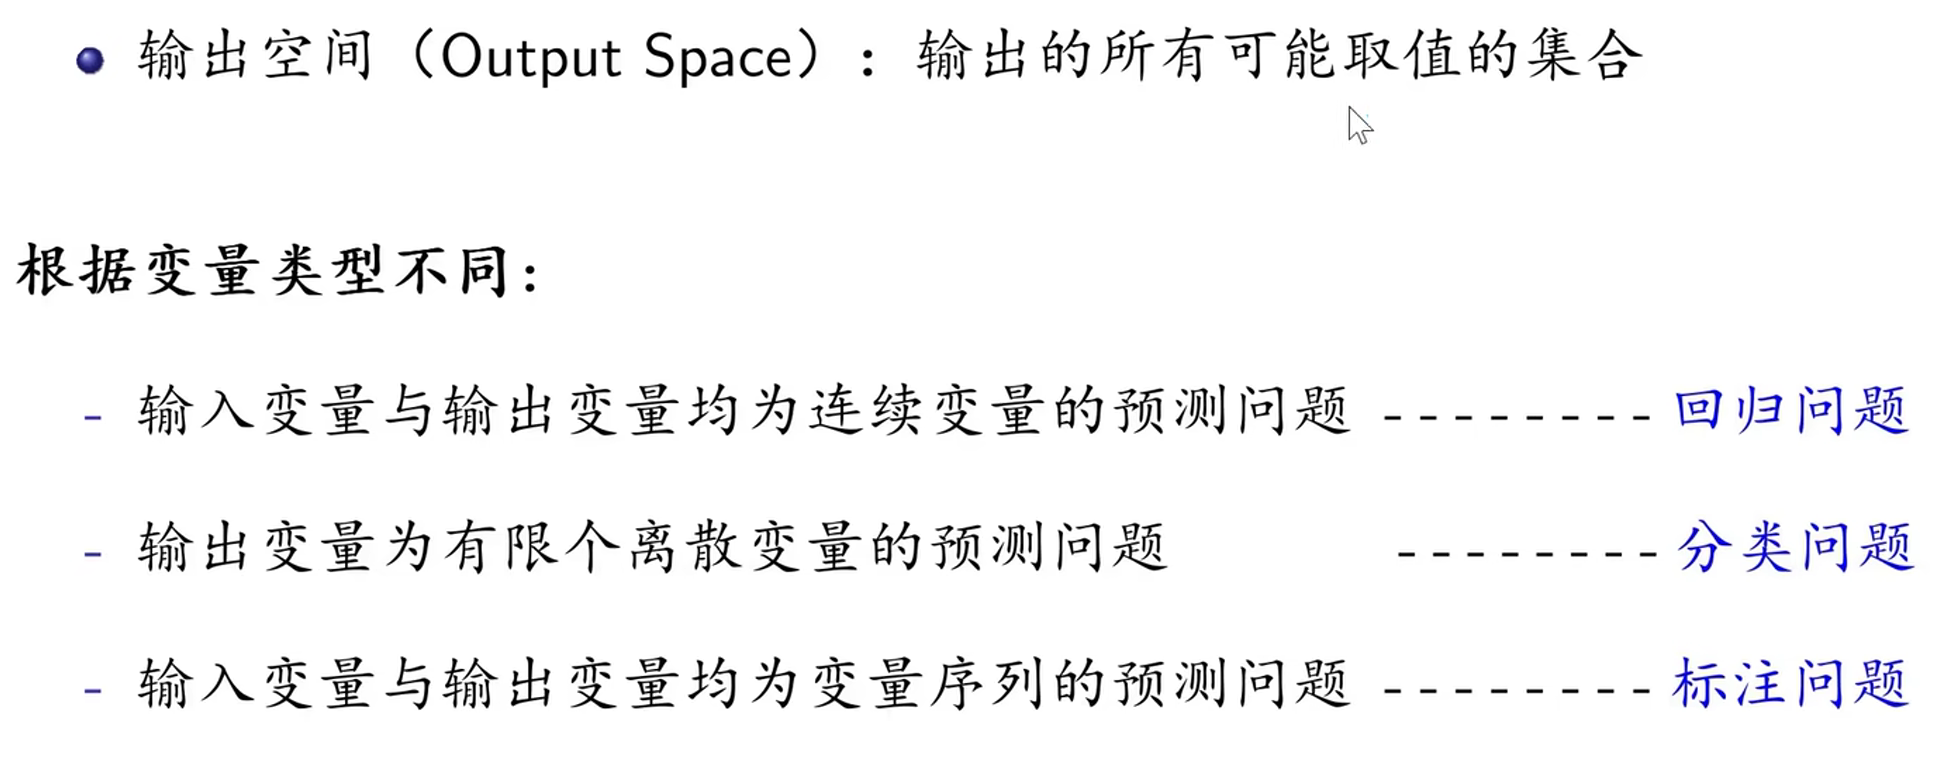 输出空间（Output Space）：输出的所有可能取值的集合
根据变量类型不同：
- 输入变量与输出变量均为连续变量的预测问题 -------- 回归问题
- 输出变量为有限个离散变量的预测问题 -------- 分类问题
- 输入变量与输出变量均为变量序列的预测问题 -------- 标注问题